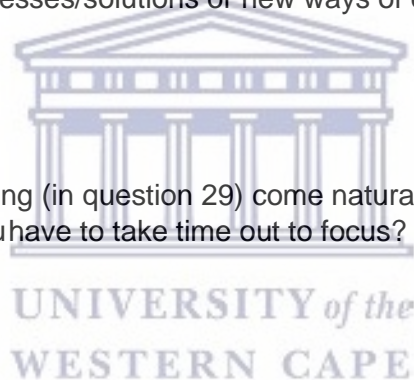 esses/solutions or new ways of
ng (in question 29) come natura
have to take time out to focus?
UNIVERSITY of the
WESTERN CAPE